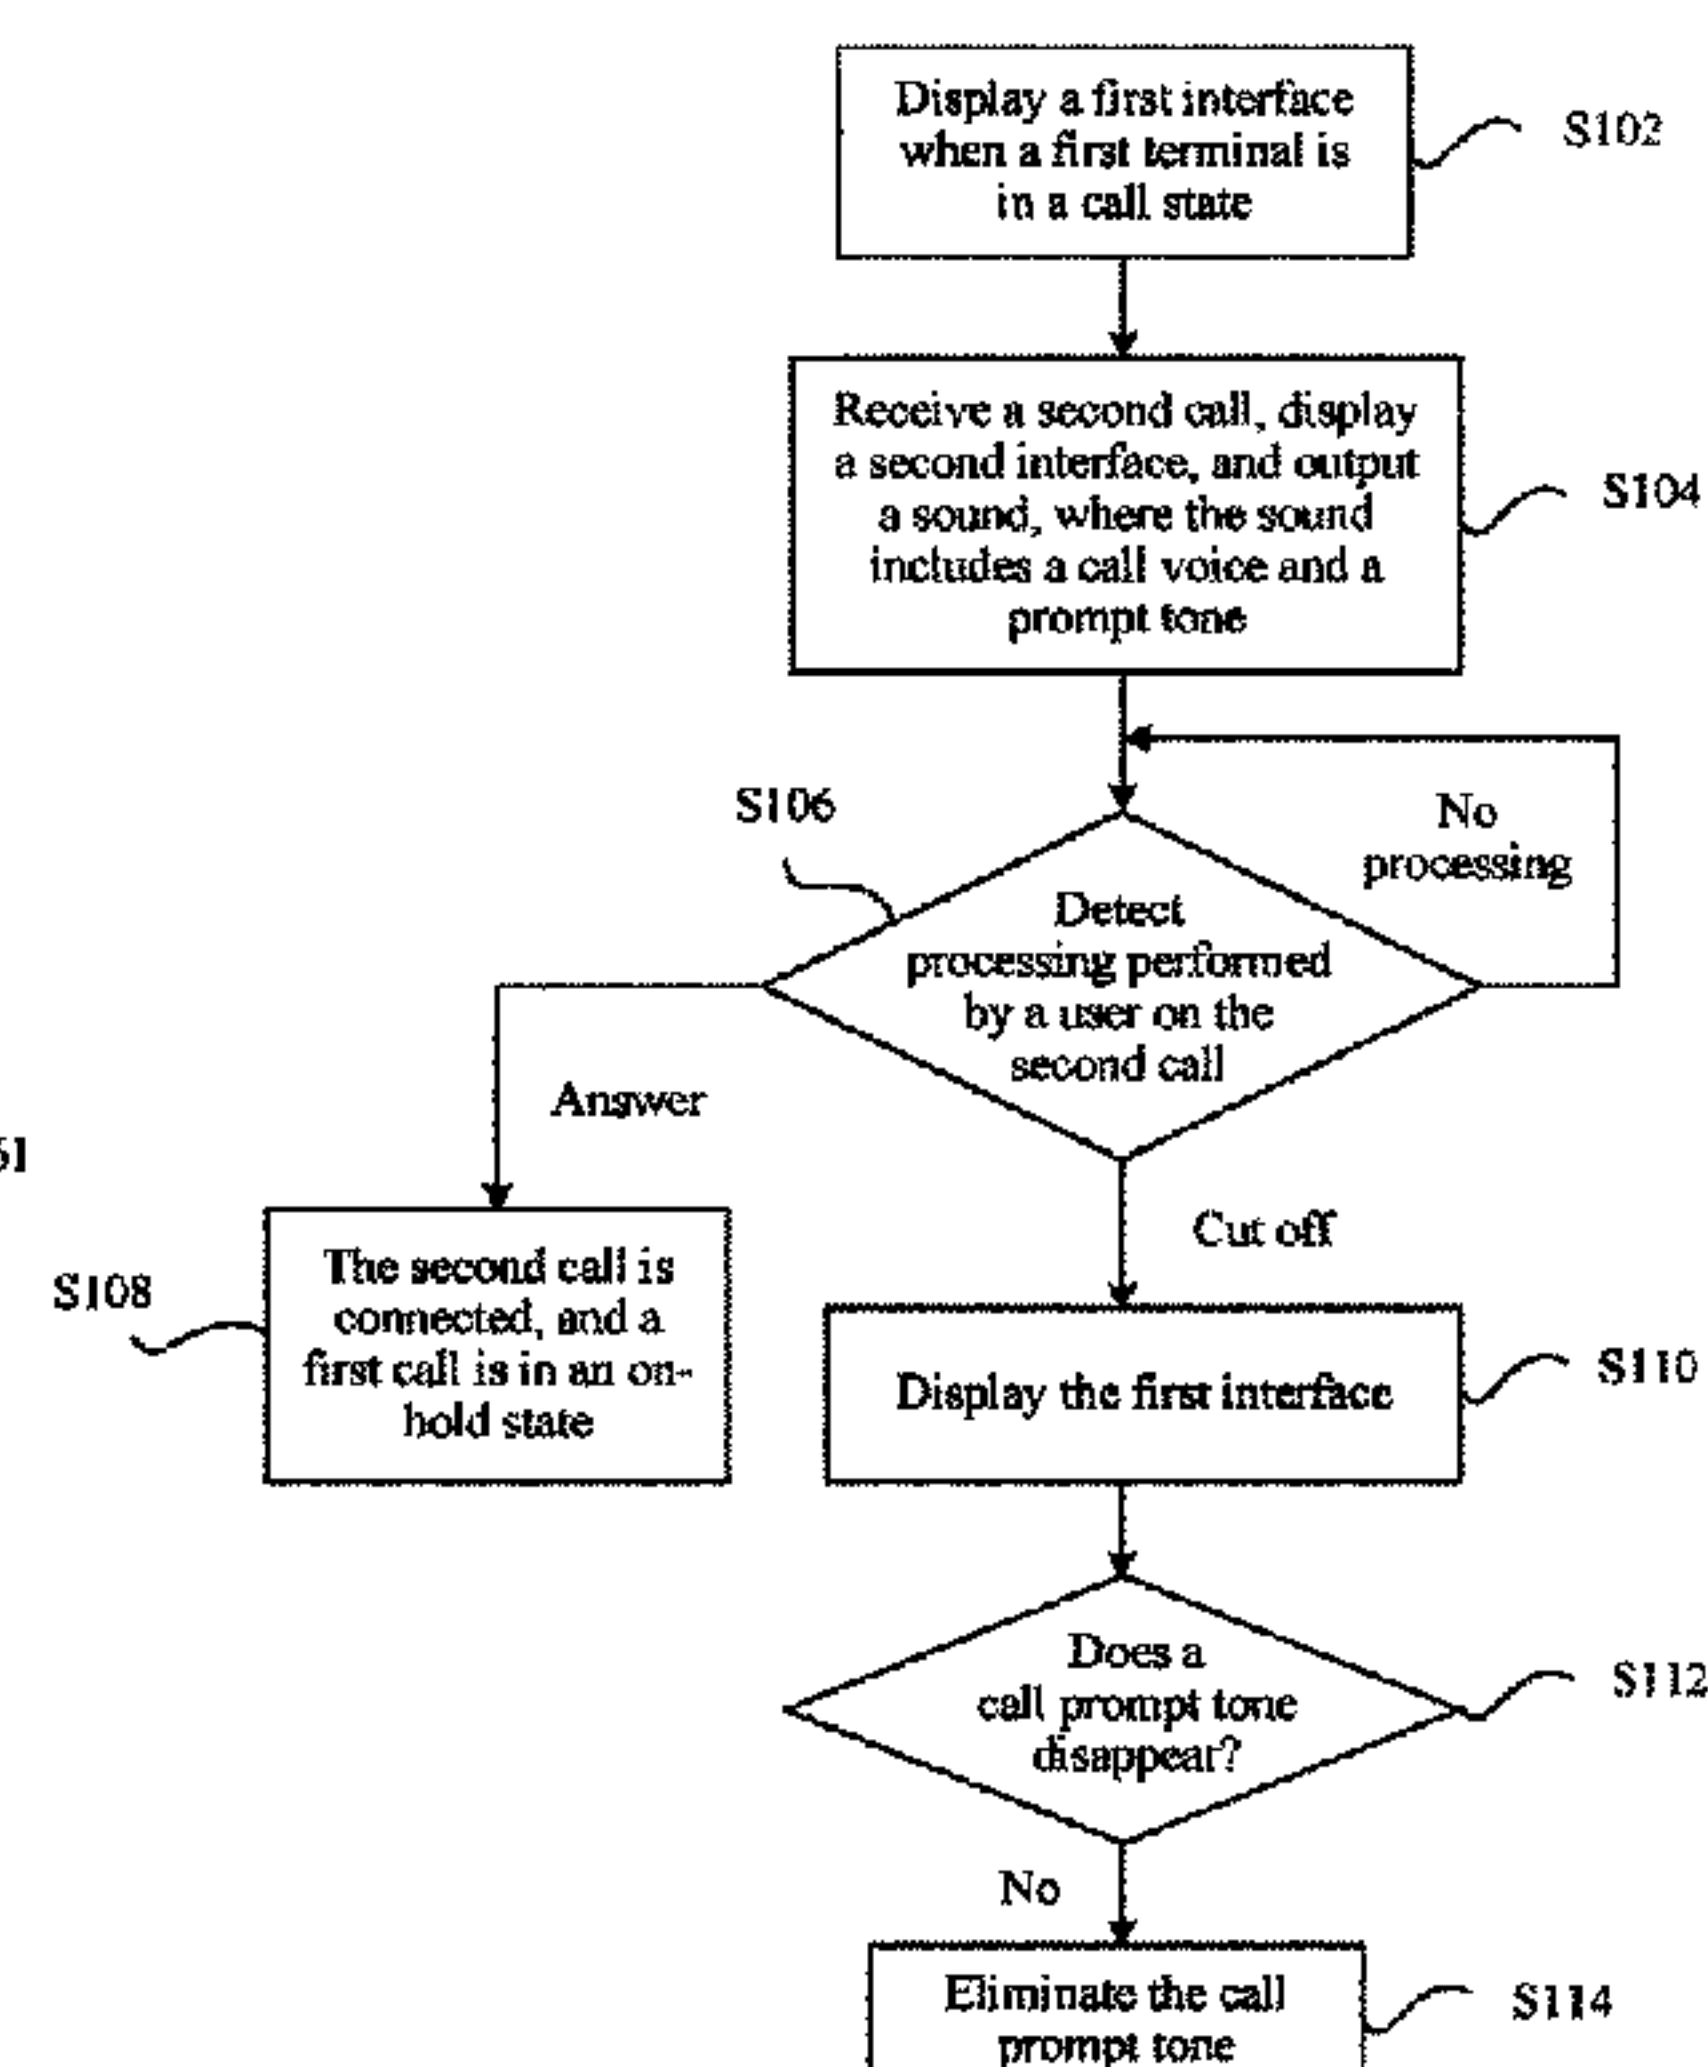 Display a first interface
when a first terminal is
in a call state
S102
Receive a second call, display
a second interface, and output
a sound, where the sound
includes a call voice and a
prompt tone
S104
No
processing
S106
Detect
processing performed
by a user on the
second call
Answer
61
Cut off
The second call is
connected, and a
first call is in an on-
hold state
S108
Display the first interface
S110
Does a
call prompt tone
disappear?
S112
No
Eliminate the call
prompt tone
S114